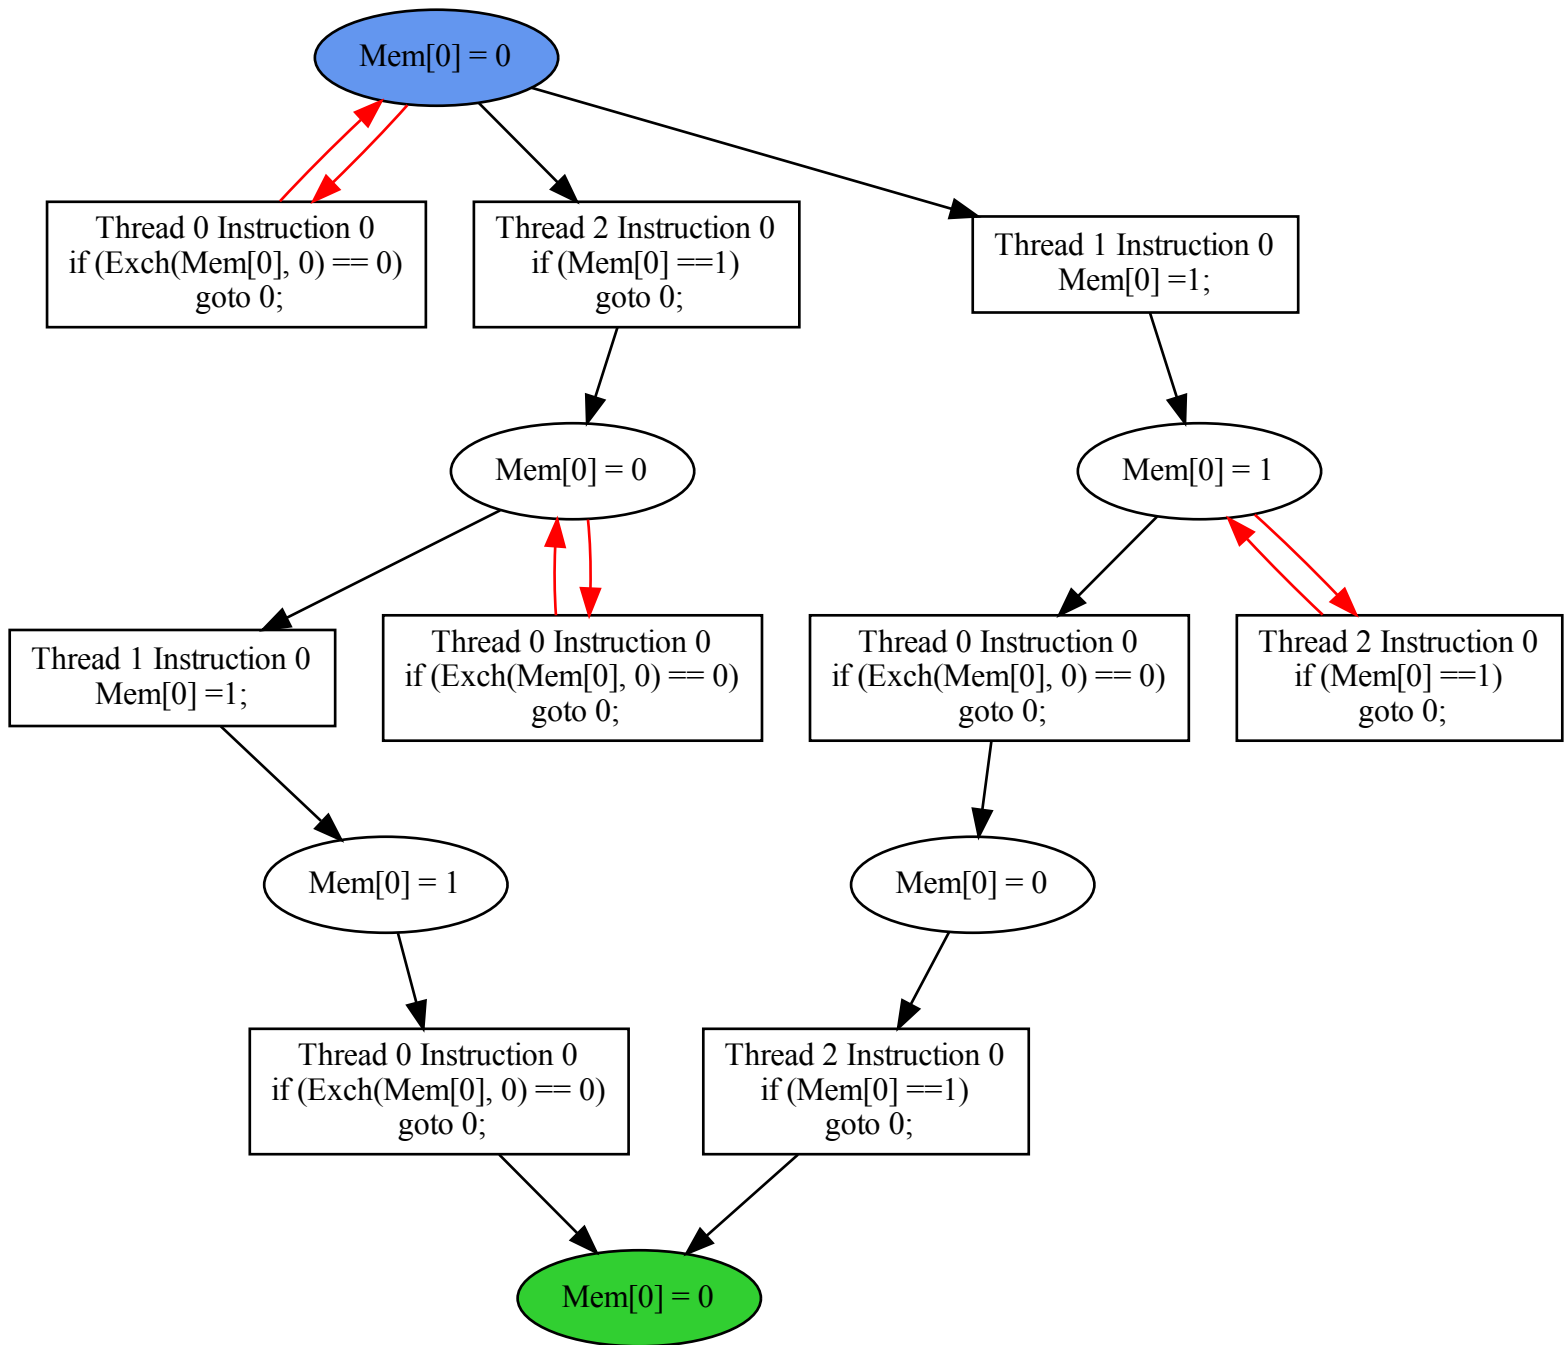 Mem[0] = 0
Thread 0 Instruction 0
if (Exch(Mem[0], 0) == 0)
goto 0;
Thread 2 Instruction 0
if (Mem[0] ==1)
goto 0;
Thread 1 Instruction 0
Mem[0] =1;
Mem[0] = 0
Mem[0] = 1
Thread 1 Instruction 0
Mem[0] =1;
Thread 0 Instruction 0
if (Exch(Mem[0], 0) == 0)
goto 0;
Thread 0 Instruction 0
if (Exch(Mem[0], 0) == 0)
goto 0;
Thread 2 Instruction 0
if (Mem[0] ==1)
goto 0;
Mem[0] = 1
Mem[0] = 0
Thread 0 Instruction 0
if (Exch(Mem[0], 0) == 0)
goto 0;
Thread 2 Instruction 0
if (Mem[0] ==1)
goto 0;
Mem[0] = 0